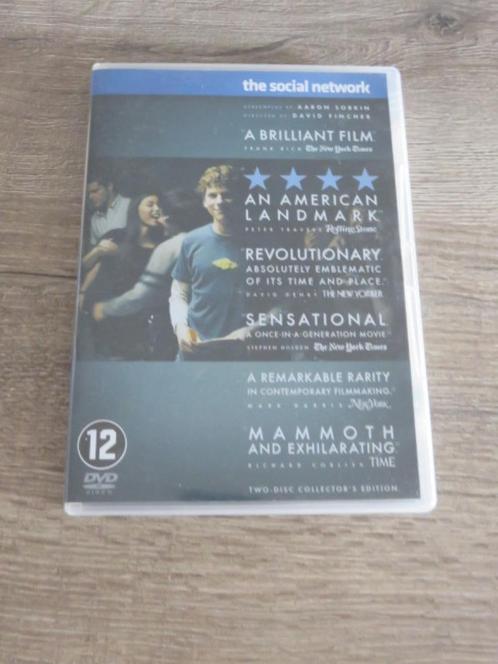 the social network
SCREENPLAY BY AARON SORKIN
DIRECTED BY DAVID FINCHER
"A BRILLIANT FILM."
FRANK RICH The New York Times
AN AMERICAN
LANDMARK."
PETER TRAVERS Rolling Stone
"REVOLUTIONARY.
ABSOLUTELY EMBLEMATIC
OF ITS TIME AND PLACE."
DAVID DENBY THE NEW YORKER
"SENSATIONAL.
A ONCE-IN-A-GENERATION MOVIE."
STEPHEN HOLDEN The New York Times
"A REMARKABLE RARITY
IN CONTEMPORARY FILMMAKING."
MARK HARRIS New York
"MAMMOTH
AND EXHILARATING."
RICHARD CORLISS TIME
12
DVD
VIDEO
TWO-DISC COLLECTOR'S EDITION